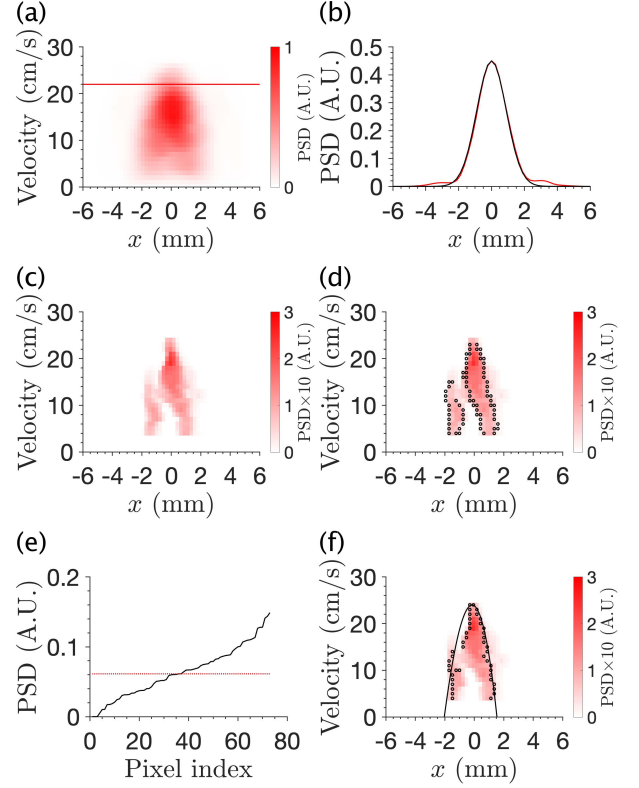 (a)
Velocity (cm/s)
30
20
10
0
-6 -4 -2 0 2 4 6
x (mm)
1
0
PSD (A.U.)
(b)
PSD (A.U.)
0.5
0.4
0.3
0.2
0.1
0
-6 -4 -2 0 2 4 6
x (mm)
(c)
Velocity (cm/s)
30
20
10
0
-6 -4 -2 0 2 4 6
x (mm)
3
2
1
0
PSD×10 (A.U.)
(d)
Velocity (cm/s)
30
20
10
0
-6 -4 -2 0 2 4 6
x (mm)
3
2
1
0
PSD×10 (A.U.)
(e)
PSD (A.U.)
0.2
0.1
0
0 20 40 60 80
Pixel index
(f)
Velocity (cm/s)
30
20
10
0
-6 -4 -2 0 2 4 6
x (mm)
3
2
1
0
PSD×10 (A.U.)